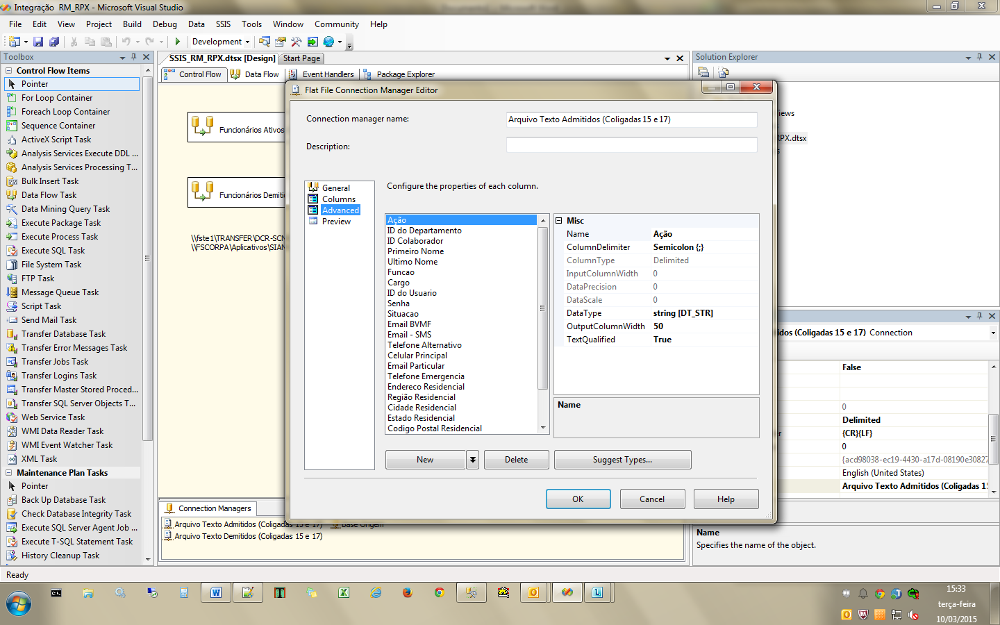 Integração RM_RPX - Microsoft Visual Studio
File Edit View Project Build Debug Data SSIS Tools Window Community Help
Development
Toolbox
Control Flow Items
Pointer
For Loop Container
Foreach Loop Container
Sequence Container
ActiveX Script Task
Analysis Services Execute DDL ...
Analysis Services Processing T...
Bulk Insert Task
Data Flow Task
Data Mining Query Task
Execute Package Task
Execute Process Task
Execute SQL Task
File System Task
FTP Task
Message Queue Task
Script Task
Send Mail Task
Transfer Database Task
Transfer Error Messages Task
Transfer Jobs Task
Transfer Logins Task
Transfer Master Stored Proced...
Transfer SQL Server Objects T...
Web Service Task
WMI Data Reader Task
WMI Event Watcher Task
XML Task
Maintenance Plan Tasks
Pointer
Back Up Database Task
Check Database Integrity Task
Execute SQL Server Agent Job ...
Execute T-SQL Statement Task
History Cleanup Task
SSIS_RM_RPX.dtsx [Design] Start Page
Control Flow Data Flow Event Handlers Package Explorer
Funcionários Ativos
Funcionários Demiti
\\fste1\TRANSFER\DCR-SCN
\\FSCORPA\Aplicativos\SIAN
Flat File Connection Manager Editor
Connection manager name: Arquivo Texto Admitidos (Coligadas 15 e 17)
Description:
General
Columns
Advanced
Preview
Configure the properties of each column.
Ação
ID do Departamento
ID Colaborador
Primeiro Nome
Ultimo Nome
Funcao
Cargo
ID do Usuario
Senha
Situacao
Email BVMF
Email - SMS
Telefone Alternativo
Celular Principal
Email Particular
Telefone Emergencia
Endereco Residencial
Região Residencial
Cidade Residencial
Estado Residencial
Codigo Postal Residencial
Misc
Name Ação
ColumnDelimiter Semicolon {;}
ColumnType Delimited
InputColumnWidth 0
DataPrecision 0
DataScale 0
DataType string [DT_STR]
OutputColumnWidth 50
TextQualified True
Name
New Delete Suggest Types...
OK Cancel Help
Connection Managers
Arquivo Texto Admitidos (Coligadas 15 e 17) Base Origem
Arquivo Texto Demitidos (Coligadas 15 e 17)
Solution Explorer
iews
RPX.dtsx
s
idos (Coligadas 15 e 17) Connection
False
0
Delimited
er {CR}{LF}
0
{acd98038-ec19-4430-a17d-08190e30827
English (United States)
Arquivo Texto Admitidos (Coligadas 1
Name
Specifies the name of the object.
Ready
15:33
terça-feira
10/03/2015